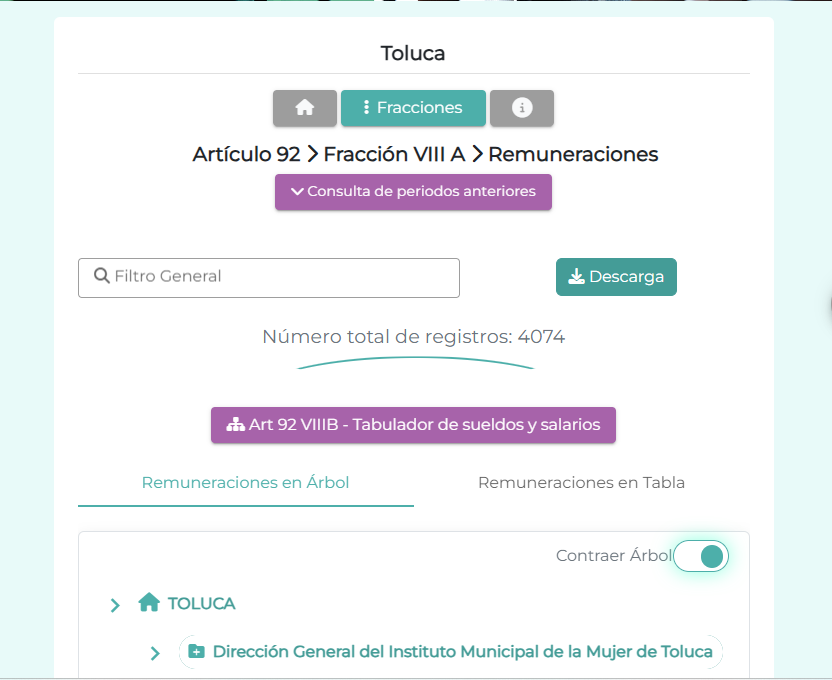 Toluca
Fracciones
Artículo 92 > Fracción VIII A > Remuneraciones
Consulta de periodos anteriores
Filtro General
Descarga
Número total de registros: 4074
Art 92 VIIIB - Tabulador de sueldos y salarios
Remuneraciones en Árbol
Remuneraciones en Tabla
Contraer Árbol
TOLUCA
Dirección General del Instituto Municipal de la Mujer de Toluca